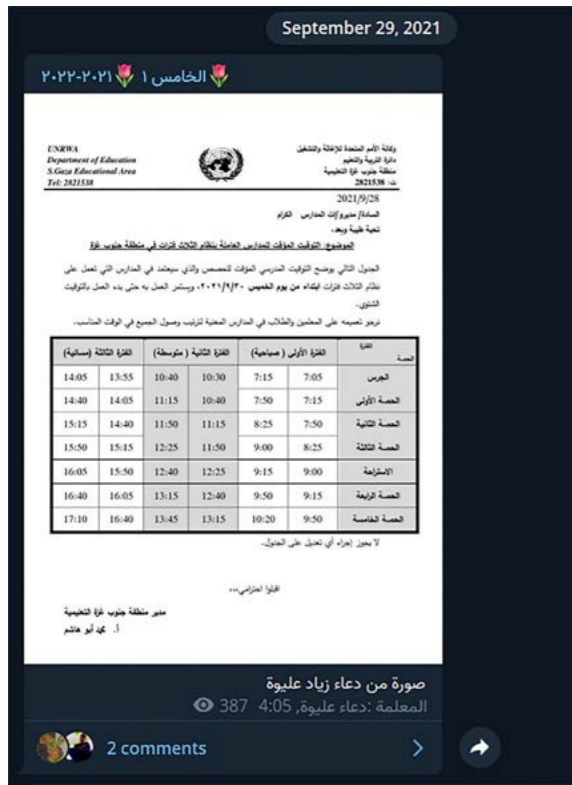 September 29, 2021
🌷الخامس ١🌷٢٠٢١-٢٠٢٢
UNRWA
Department of Education
S.Gaza Educational Area
Tel: 2821538
وكالة الأمم المتحدة للإغاثة والتشغيل
دائرة التربية والتعليم
منطقة جنوب غزة التعليمية
ت: 2821538
2021/9/28
السادة/ مديرو/ات المدارس الكرام
تحية طيبة وبعد،
الموضوع: التوقيت المؤقت للمدارس العاملة بنظام الثلاث فترات في منطقة جنوب غزة
الجدول التالي يوضح التوقيت المدرسي المؤقت للحصص والذي سيعتمد في المدارس التي تعمل على
نظام الثلاث فترات ابتداء من يوم الخميس ٢٠٢١/٩/٣٠، ويستمر العمل به حتى بدء العمل بالتوقيت
الشتوي.
نرجو تعميمه على المعلمين والطلاب في المدارس المعنية لترتيب وصول الجميع في الوقت المناسب.
الفترة الحصة الفترة الأولى ( صباحية) الفترة الثانية ( متوسطة) الفترة الثالثة (مسائية)
الجرس 7:05 7:15 10:30 10:40 13:55 14:05
الحصة الأولى 7:15 7:50 10:40 11:15 14:05 14:40
الحصة الثانية 7:50 8:25 11:15 11:50 14:40 15:15
الحصة الثالثة 8:25 9:00 11:50 12:25 15:15 15:50
الاستراحة 9:00 9:15 12:25 12:40 15:50 16:05
الحصة الرابعة 9:15 9:50 12:40 13:15 16:05 16:40
الحصة الخامسة 9:50 10:20 13:15 13:45 16:40 17:10
لا يجوز إجراء أي تعديل على الجدول.
اقبلوا احترامي،،،
مدير منطقة جنوب غزة التعليمية
أ. محمد أبو هاشم
صورة من دعاء زياد عليوة
المعلمة :دعاء عليوة, 4:05 387
2 comments